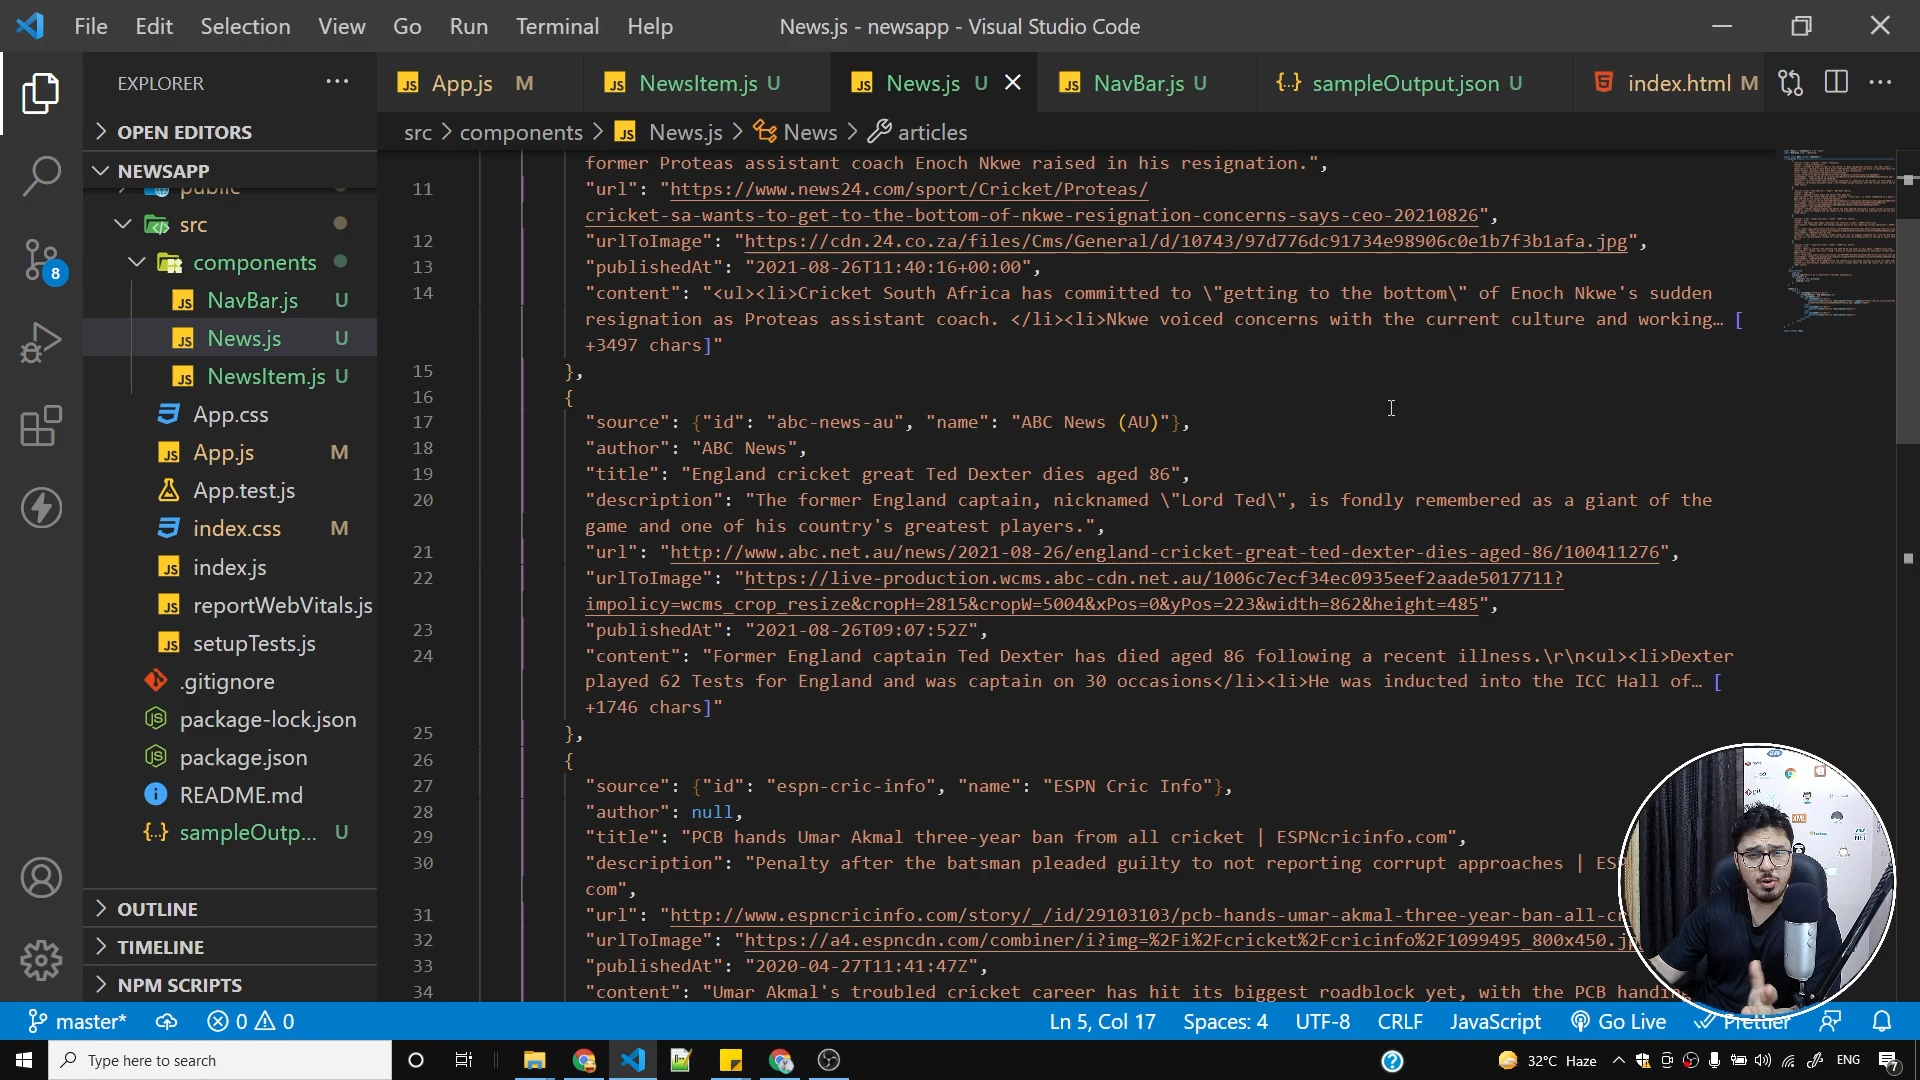 File Edit Selection View Go Run Terminal Help
News.js - newsapp - Visual Studio Code
EXPLORER
OPEN EDITORS
NEWSAPP
public
src
components
NavBar.js U
News.js U
NewsItem.js U
App.css
App.js M
App.test.js
index.css M
index.js
reportWebVitals.js
setupTests.js
.gitignore
package-lock.json
package.json
README.md
sampleOutp... U
OUTLINE
TIMELINE
NPM SCRIPTS
8
App.js M
NewsItem.js U
News.js U
NavBar.js U
sampleOutput.json U
index.html M
src > components > News.js > News > articles
former Proteas assistant coach Enoch Nkwe raised in his resignation.",
11 "url": "https://www.news24.com/sport/Cricket/Proteas/
cricket-sa-wants-to-get-to-the-bottom-of-nkwe-resignation-concerns-says-ceo-20210826",
12 "urlToImage": "https://cdn.24.co.za/files/Cms/General/d/10743/97d776dc91734e98906c0e1b7f3b1afa.jpg",
13 "publishedAt": "2021-08-26T11:40:16+00:00",
14 "content": "<ul><li>Cricket South Africa has committed to \"getting to the bottom\" of Enoch Nkwe's sudden
resignation as Proteas assistant coach. </li><li>Nkwe voiced concerns with the current culture and working… [
+3497 chars]"
15 },
16 {
17 "source": {"id": "abc-news-au", "name": "ABC News (AU)"},
18 "author": "ABC News",
19 "title": "England cricket great Ted Dexter dies aged 86",
20 "description": "The former England captain, nicknamed \"Lord Ted\", is fondly remembered as a giant of the
game and one of his country's greatest players.",
21 "url": "http://www.abc.net.au/news/2021-08-26/england-cricket-great-ted-dexter-dies-aged-86/100411276",
22 "urlToImage": "https://live-production.wcms.abc-cdn.net.au/1006c7ecf34ec0935eef2aade5017711?
impolicy=wcms_crop_resize&cropH=2815&cropW=5004&xPos=0&yPos=223&width=862&height=485",
23 "publishedAt": "2021-08-26T09:07:52Z",
24 "content": "Former England captain Ted Dexter has died aged 86 following a recent illness.\r\n<ul><li>Dexter
played 62 Tests for England and was captain on 30 occasions</li><li>He was inducted into the ICC Hall of… [
+1746 chars]"
25 },
26 {
27 "source": {"id": "espn-cric-info", "name": "ESPN Cric Info"},
28 "author": null,
29 "title": "PCB hands Umar Akmal three-year ban from all cricket | ESPNcricinfo.com",
30 "description": "Penalty after the batsman pleaded guilty to not reporting corrupt approaches | ESP
com",
31 "url": "http://www.espncricinfo.com/story/_/id/29103103/pcb-hands-umar-akmal-three-year-ban-all-cr
32 "urlToImage": "https://a4.espncdn.com/combiner/i?img=%2Fi%2Fcricket%2Fcricinfo%2F1099495_800x450.jp
33 "publishedAt": "2020-04-27T11:41:47Z",
34 "content": "Umar Akmal's troubled cricket career has hit its biggest roadblock yet, with the PCB handing
master* 0 0 Ln 5, Col 17 Spaces: 4 UTF-8 CRLF JavaScript Go Live Prettier
Type here to search
32°C Haze ENG 7